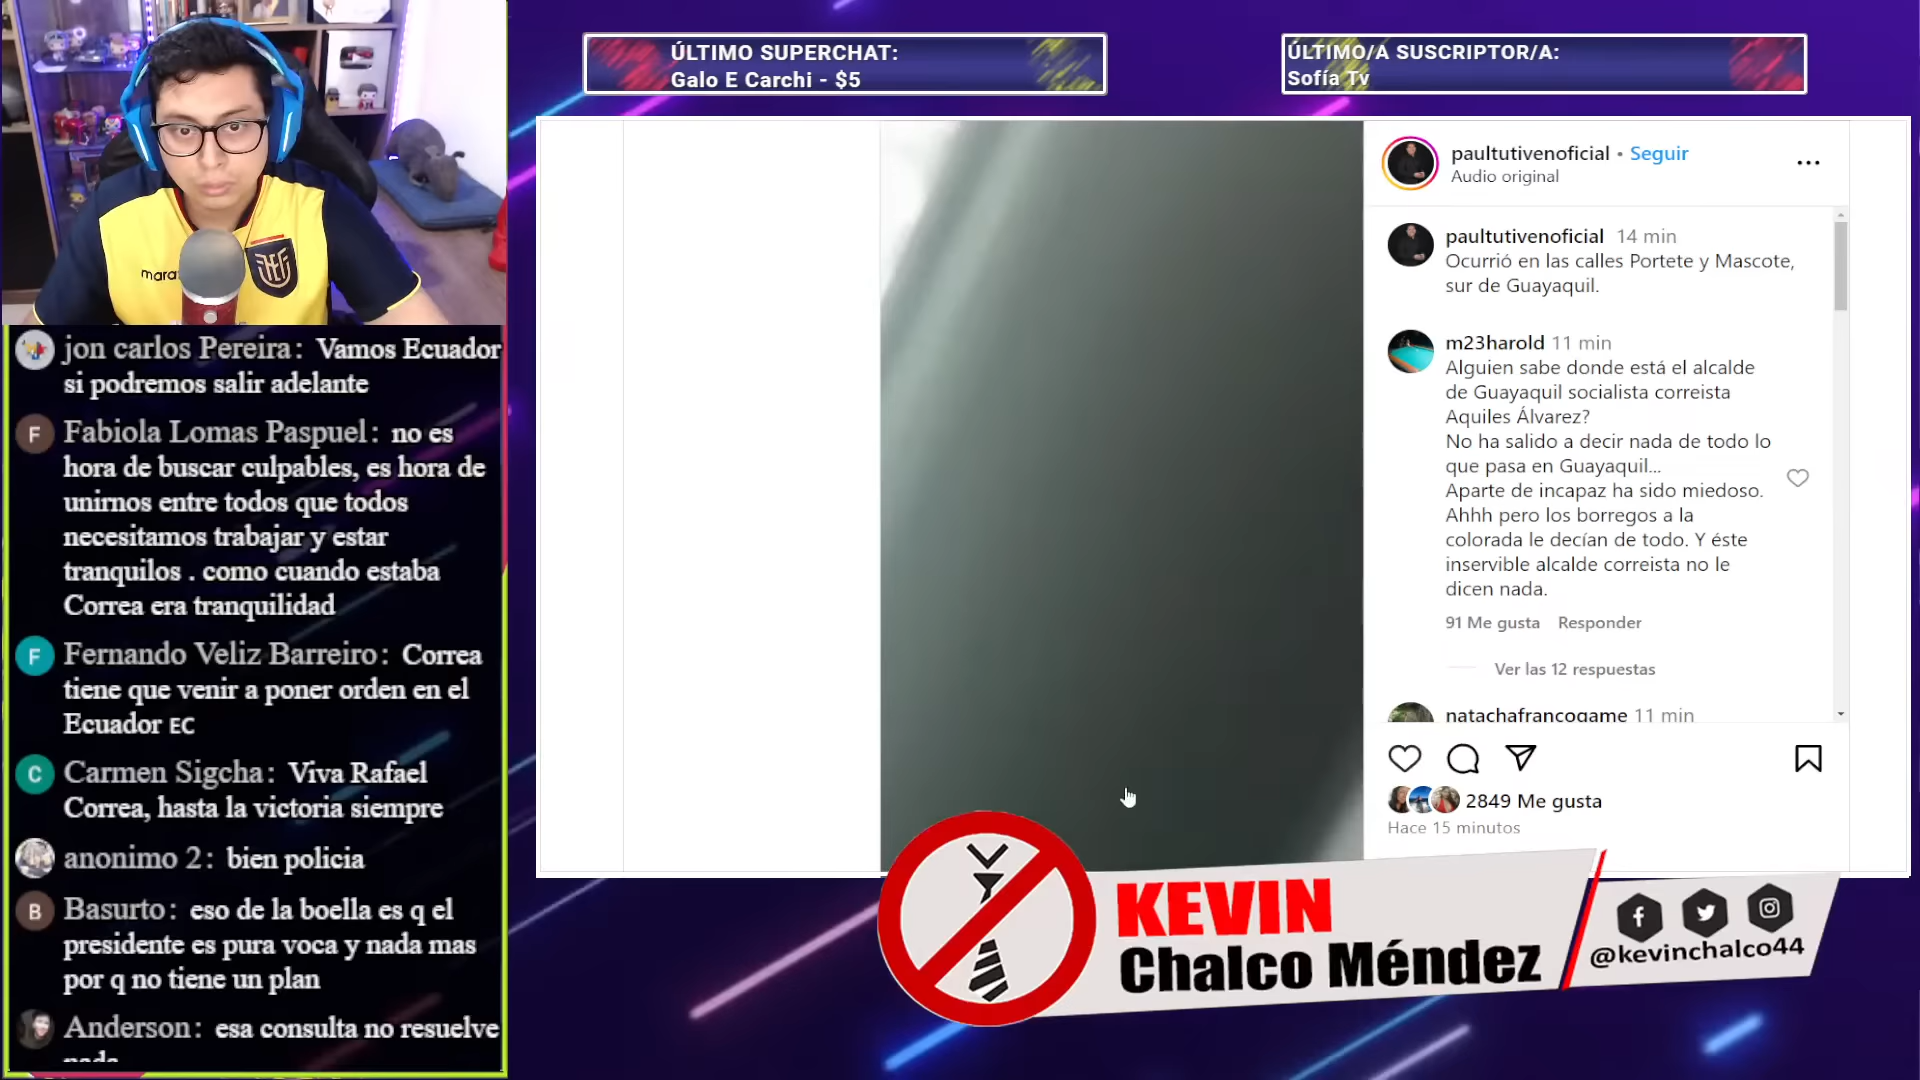 ÚLTIMO SUPERCHAT:
Galo E Carchi - $5
ÚLTIMO/A SUSCRIPTOR/A:
Sofía Tv
jon carlos Pereira: Vamos Ecuador
si podremos salir adelante
F
Fabiola Lomas Paspuel: no es
hora de buscar culpables, es hora de
unirnos entre todos que todos
necesitamos trabajar y estar
tranquilos . como cuando estaba
Correa era tranquilidad
F
Fernando Veliz Barreiro: Correa
tiene que venir a poner orden en el
Ecuador EC
C
Carmen Sigcha: Viva Rafael
Correa, hasta la victoria siempre
anonimo 2: bien policia
B
Basurto: eso de la boella es q el
presidente es pura voca y nada mas
por q no tiene un plan
Anderson: esa consulta no resuelve
nada
paultutivenoficial • Seguir
Audio original
paultutivenoficial 14 min
Ocurrió en las calles Portete y Mascote,
sur de Guayaquil.
m23harold 11 min
Alguien sabe donde está el alcalde
de Guayaquil socialista correista
Aquiles Álvarez?
No ha salido a decir nada de todo lo
que pasa en Guayaquil...
Aparte de incapaz ha sido miedoso.
Ahhh pero los borregos a la
colorada le decían de todo. Y éste
inservible alcalde correista no le
dicen nada.
91 Me gusta Responder
Ver las 12 respuestas
natachafrancogame 11 min
2849 Me gusta
Hace 15 minutos
KEVIN
Chalco Méndez
@kevinchalco44